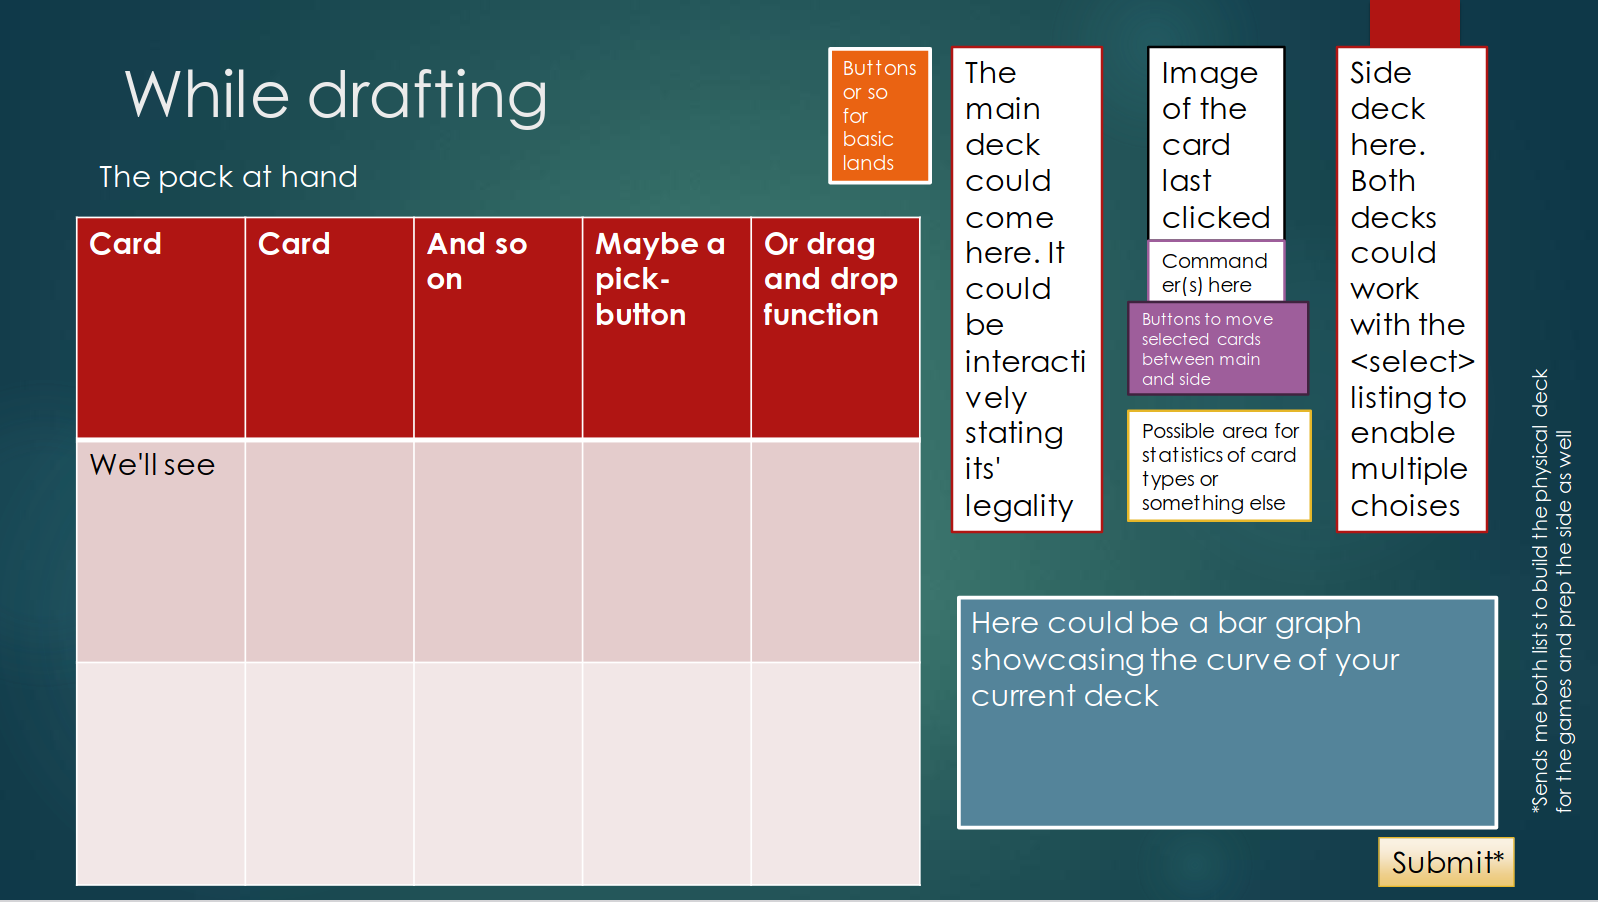 While drafting
The pack at hand
Card
Card
And so
on
Maybe a
pick-
button
Or drag
and drop
function
We'll see
Buttons
or so
for
basic
lands
The
main
deck
could
come
here. It
could
be
interacti
vely
stating
its'
legality
Image
of the
card
last
clicked
Command
er(s) here
Buttons to move
selected cards
between main
and side
Possible area for
statistics of card
types or
something else
Side
deck
here.
Both
decks
could
work
with the
<select>
listing to
enable
multiple
choises
Here could be a bar graph
showcasing the curve of your
current deck
Submit*
*Sends me both lists to build the physical deck
for the games and prep the side as well